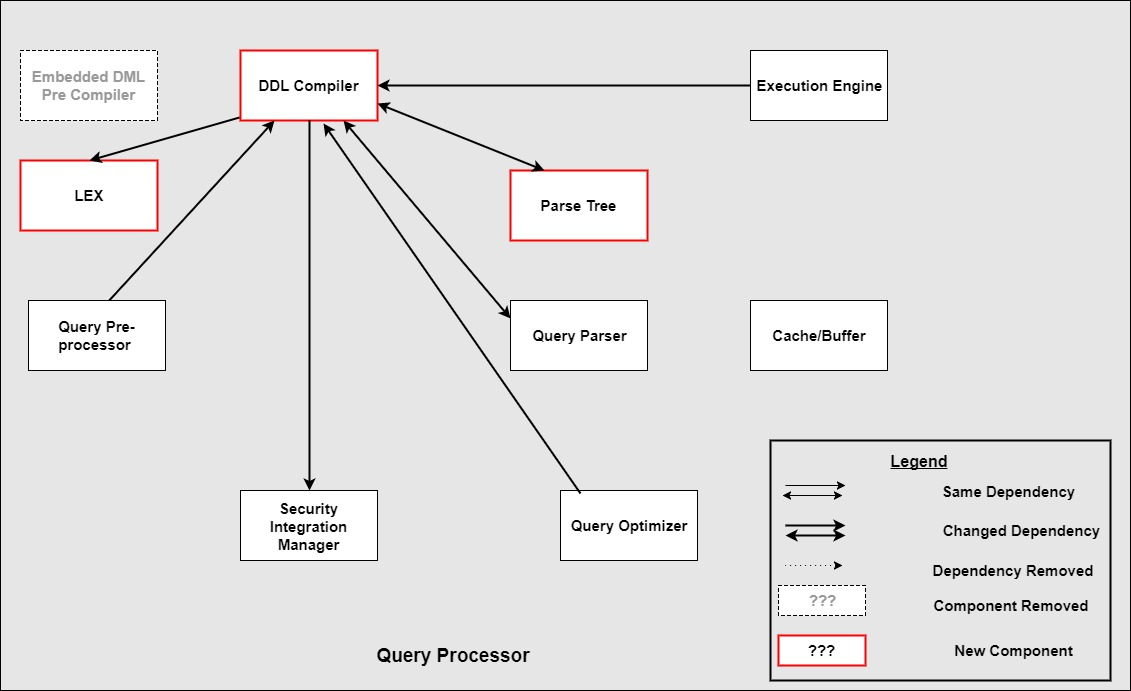 Embedded DML
Pre Compiler
DDL Compiler
Execution Engine
LEX
Parse Tree
Query Pre-
processor
Query Parser
Cache/Buffer
Security
Integration
Manager
Query Optimizer
Legend
Same Dependency
Changed Dependency
Dependency Removed
???
Component Removed
???
New Component
Query Processor